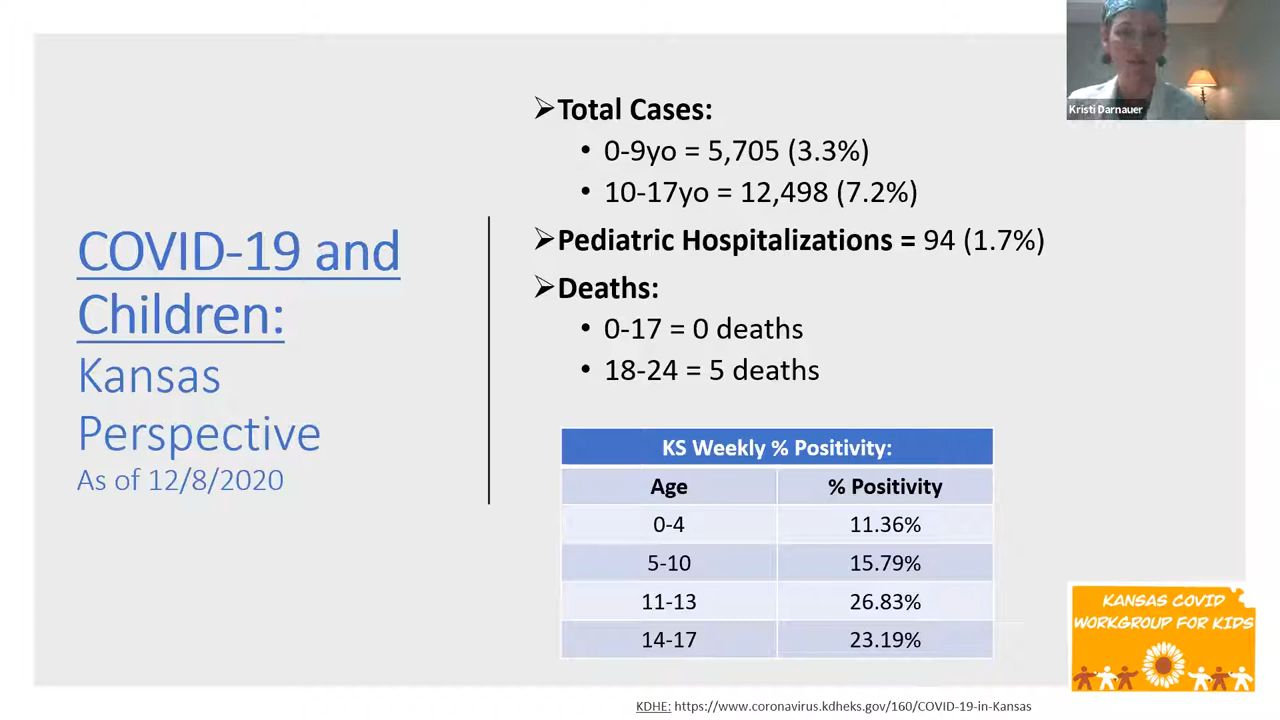 COVID-19 and
Children:
Kansas
Perspective
As of 12/8/2020
➢Total Cases:
• 0-9yo = 5,705 (3.3%)
• 10-17yo = 12,498 (7.2%)
➢Pediatric Hospitalizations = 94 (1.7%)
➢Deaths:
• 0-17 = 0 deaths
• 18-24 = 5 deaths
KS Weekly % Positivity:
Age % Positivity
0-4 11.36%
5-10 15.79%
11-13 26.83%
14-17 23.19%
Kristi Darnauer
KANSAS COVID
WORKGROUP FOR KIDS
KDHE: https://www.coronavirus.kdheks.gov/160/COVID-19-in-Kansas